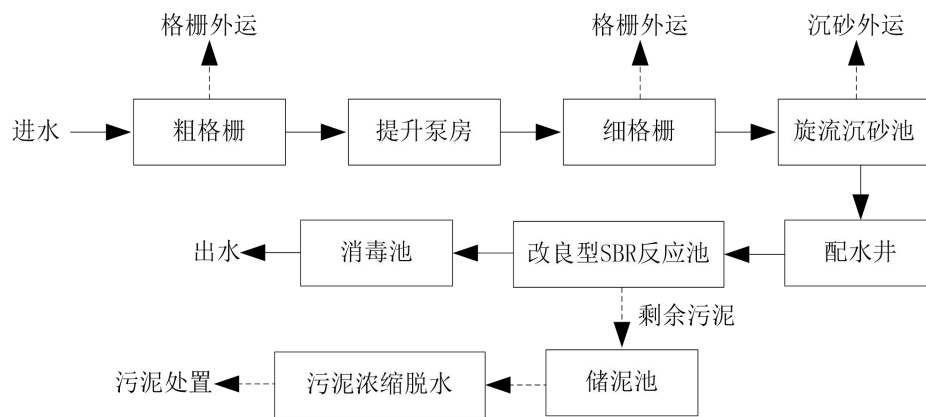 格栅外运
格栅外运
沉砂外运
进水
粗格栅
提升泵房
细格栅
旋流沉砂池
出水
消毒池
改良型SBR反应池
配水井
剩余污泥
污泥处置
污泥浓缩脱水
储泥池